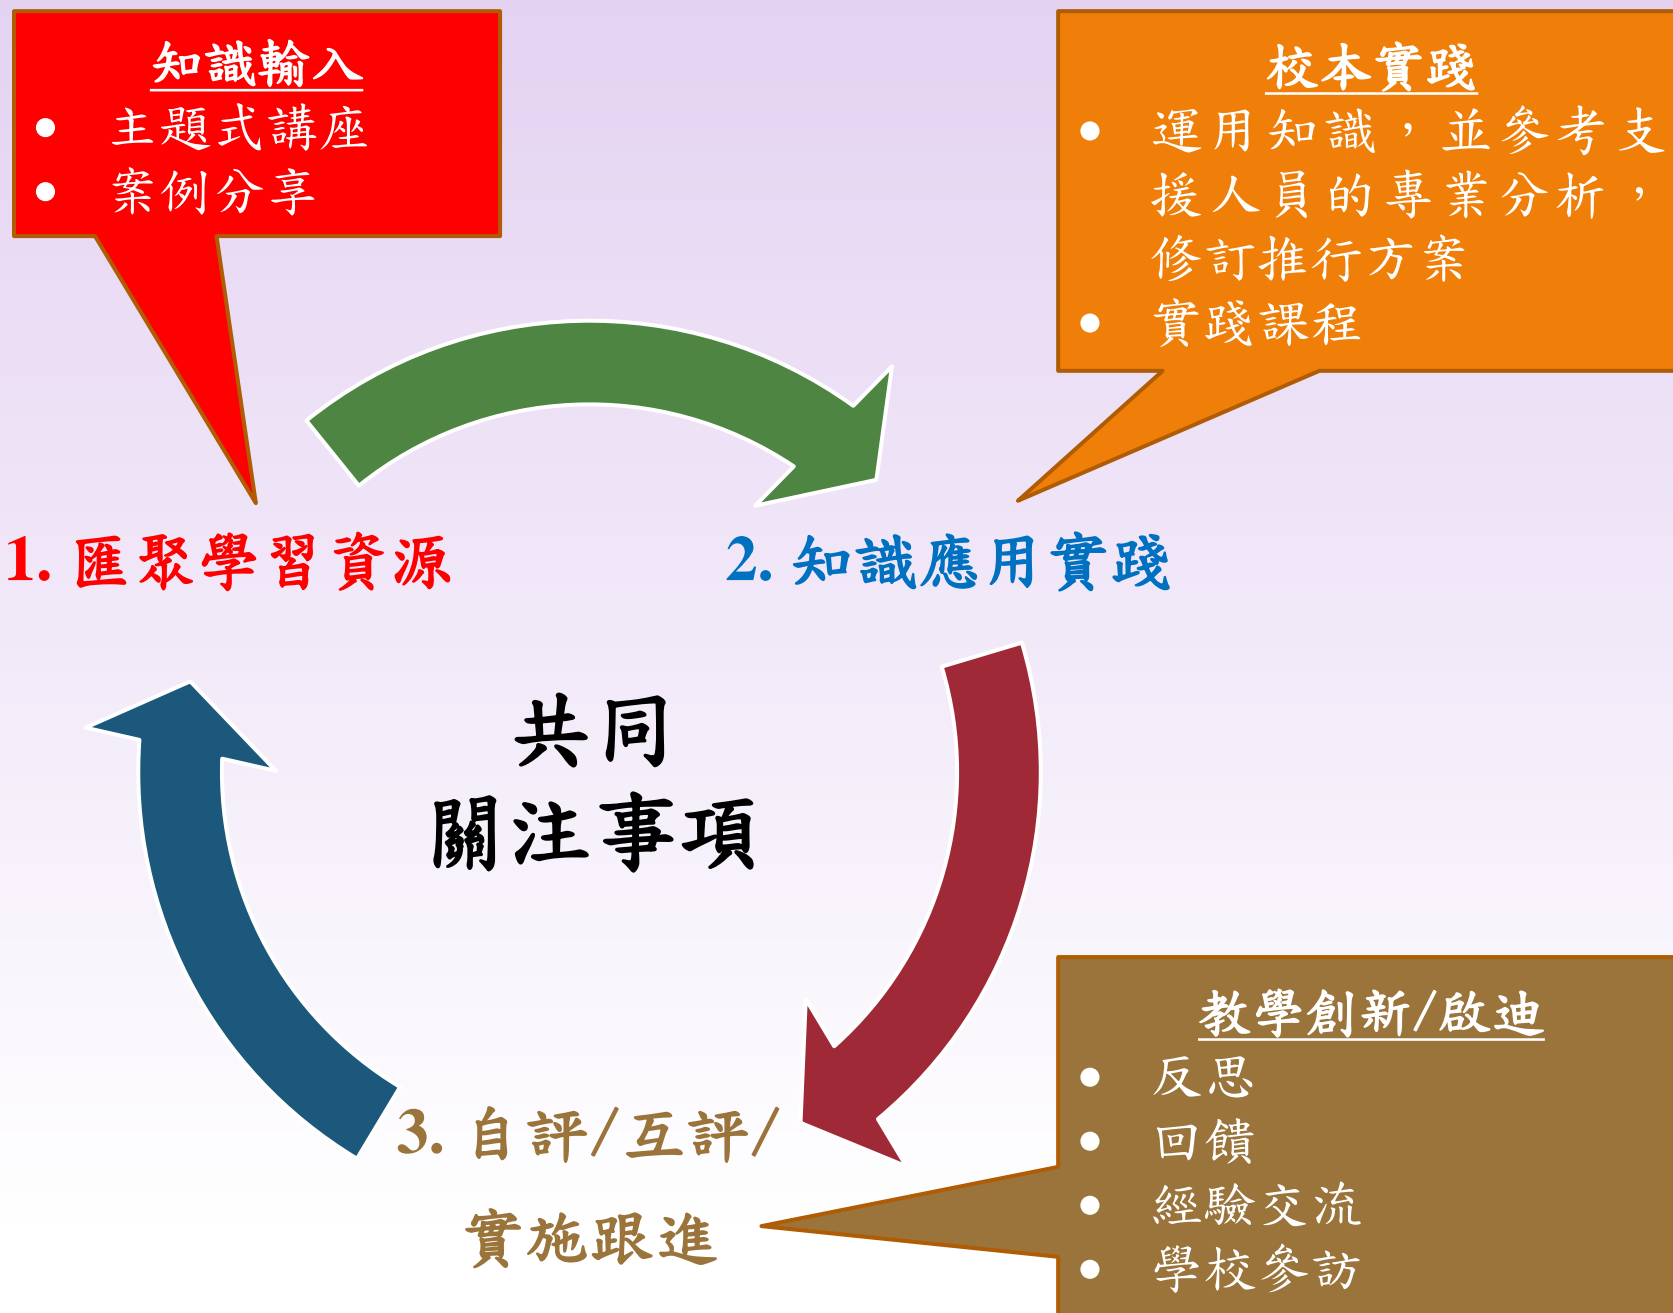 知識輸入
● 主題式講座
● 案例分享
校本實踐
● 運用知識，並參考支
援人員的專業分析，
修訂推行方案
● 實踐課程
1. 匯聚學習資源
2. 知識應用實踐
共同
關注事項
3. 自評/互評/
實施跟進
教學創新/啟迪
● 反思
● 回饋
● 經驗交流
● 學校參訪